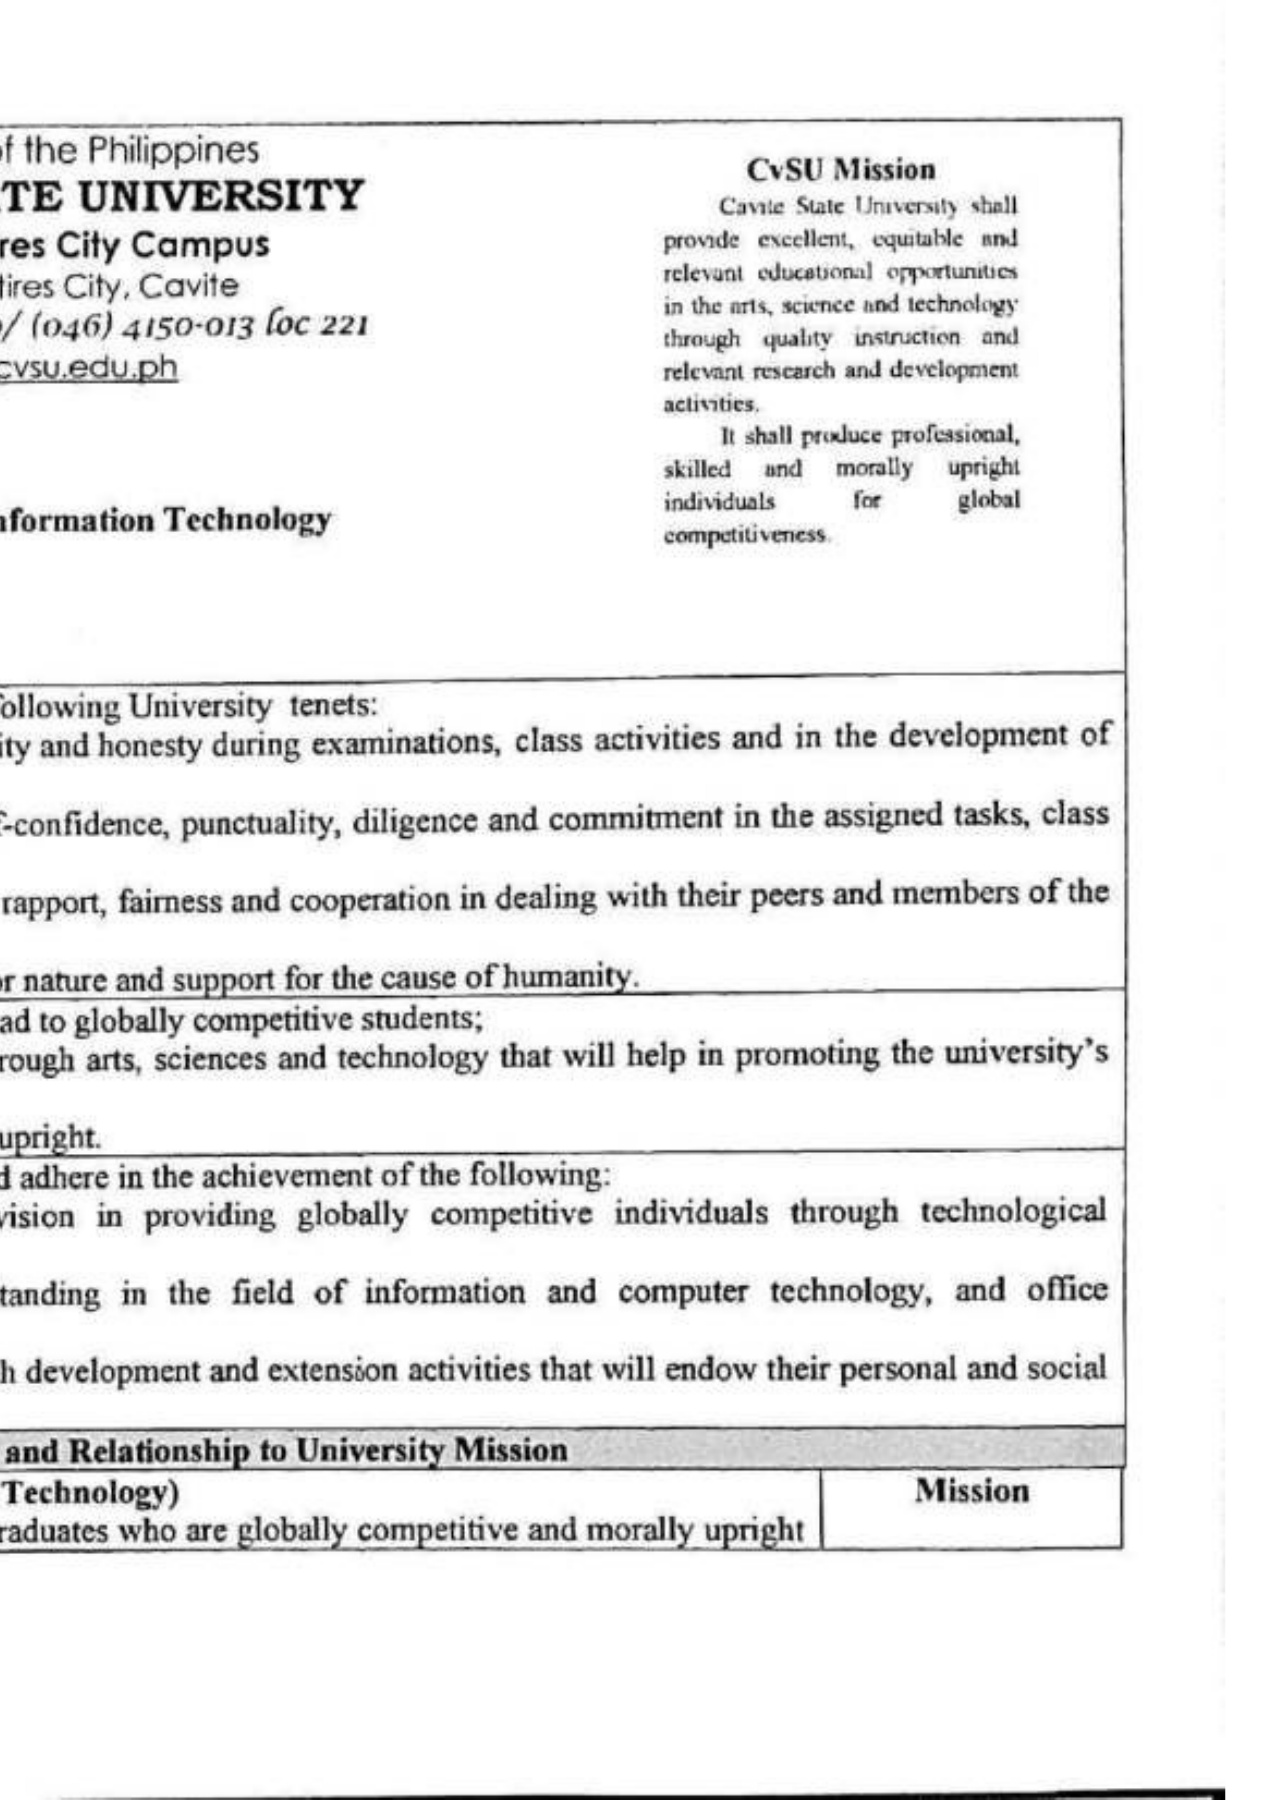 of the Philippines
TE UNIVERSITY
res City Campus
tires City, Cavite
/ (046) 4150-013 loc 221
cvsu.edu.ph
nformation Technology
CvSU Mission
Cavite State University shall
provide excellent, equitable and
relevant educational opportunities
in the arts, science and technology
through quality instruction and
relevant research and development
activities.
It shall produce professional,
skilled and morally upright
individuals for global
competitiveness.
ollowing University tenets:
ity and honesty during examinations, class activities and in the development of
f-confidence, punctuality, diligence and commitment in the assigned tasks, class
rapport, fairness and cooperation in dealing with their peers and members of the
or nature and support for the cause of humanity.
ad to globally competitive students;
rough arts, sciences and technology that will help in promoting the university's
upright.
d adhere in the achievement of the following:
vision in providing globally competitive individuals through technological
tanding in the field of information and computer technology, and office
h development and extension activities that will endow their personal and social
and Relationship to University Mission
Technology)
raduates who are globally competitive and morally upright
Mission